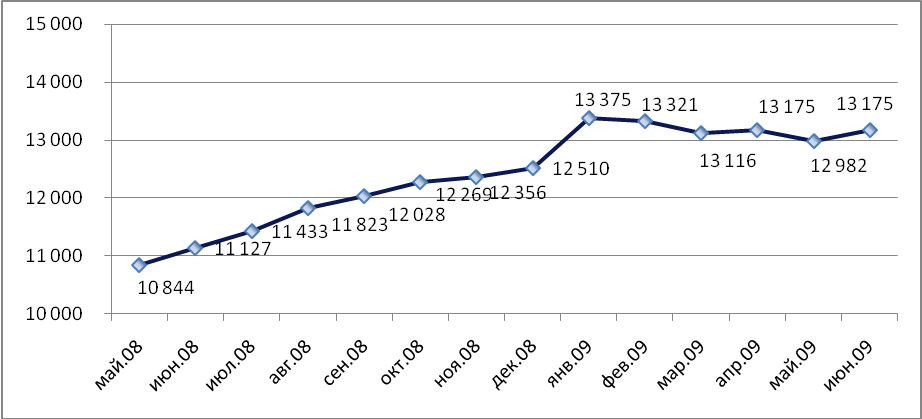 15 000
14 000
13 000
12 000
11 000
10 000
10 844
11 127
11 433
11 823
12 028
12 269
12 356
12 510
13 375
13 321
13 116
13 175
12 982
13 175
май.08
июн.08
июл.08
авг.08
сен.08
окт.08
ноя.08
дек.08
янв.09
фев.09
мар.09
апр.09
май.09
июн.09